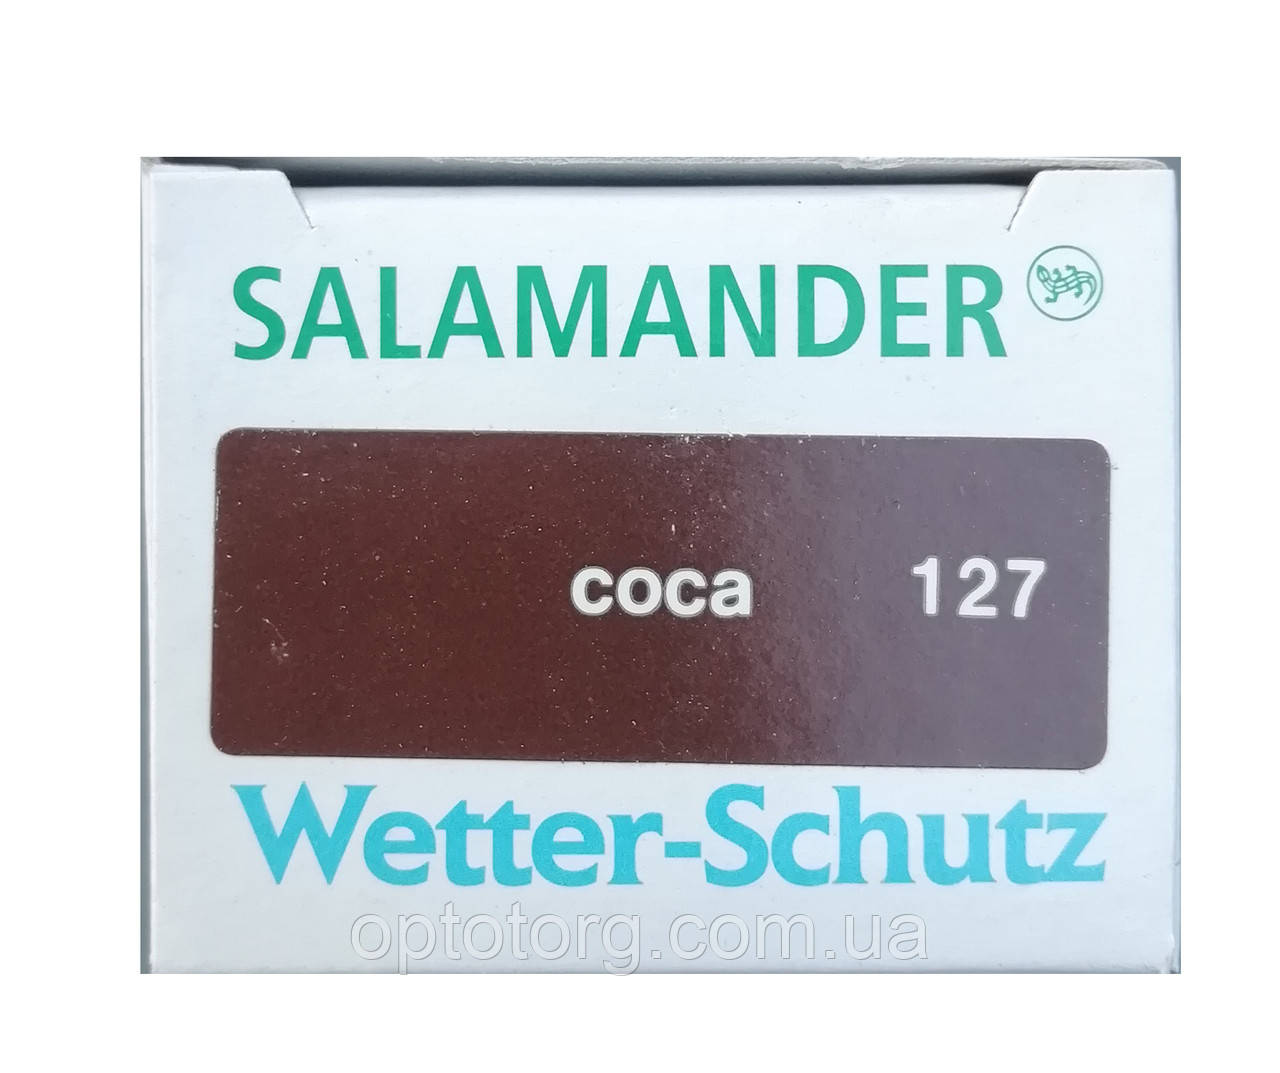 SALAMANDER
coca 127
Wetter-Schutz
optotorg.com.ua